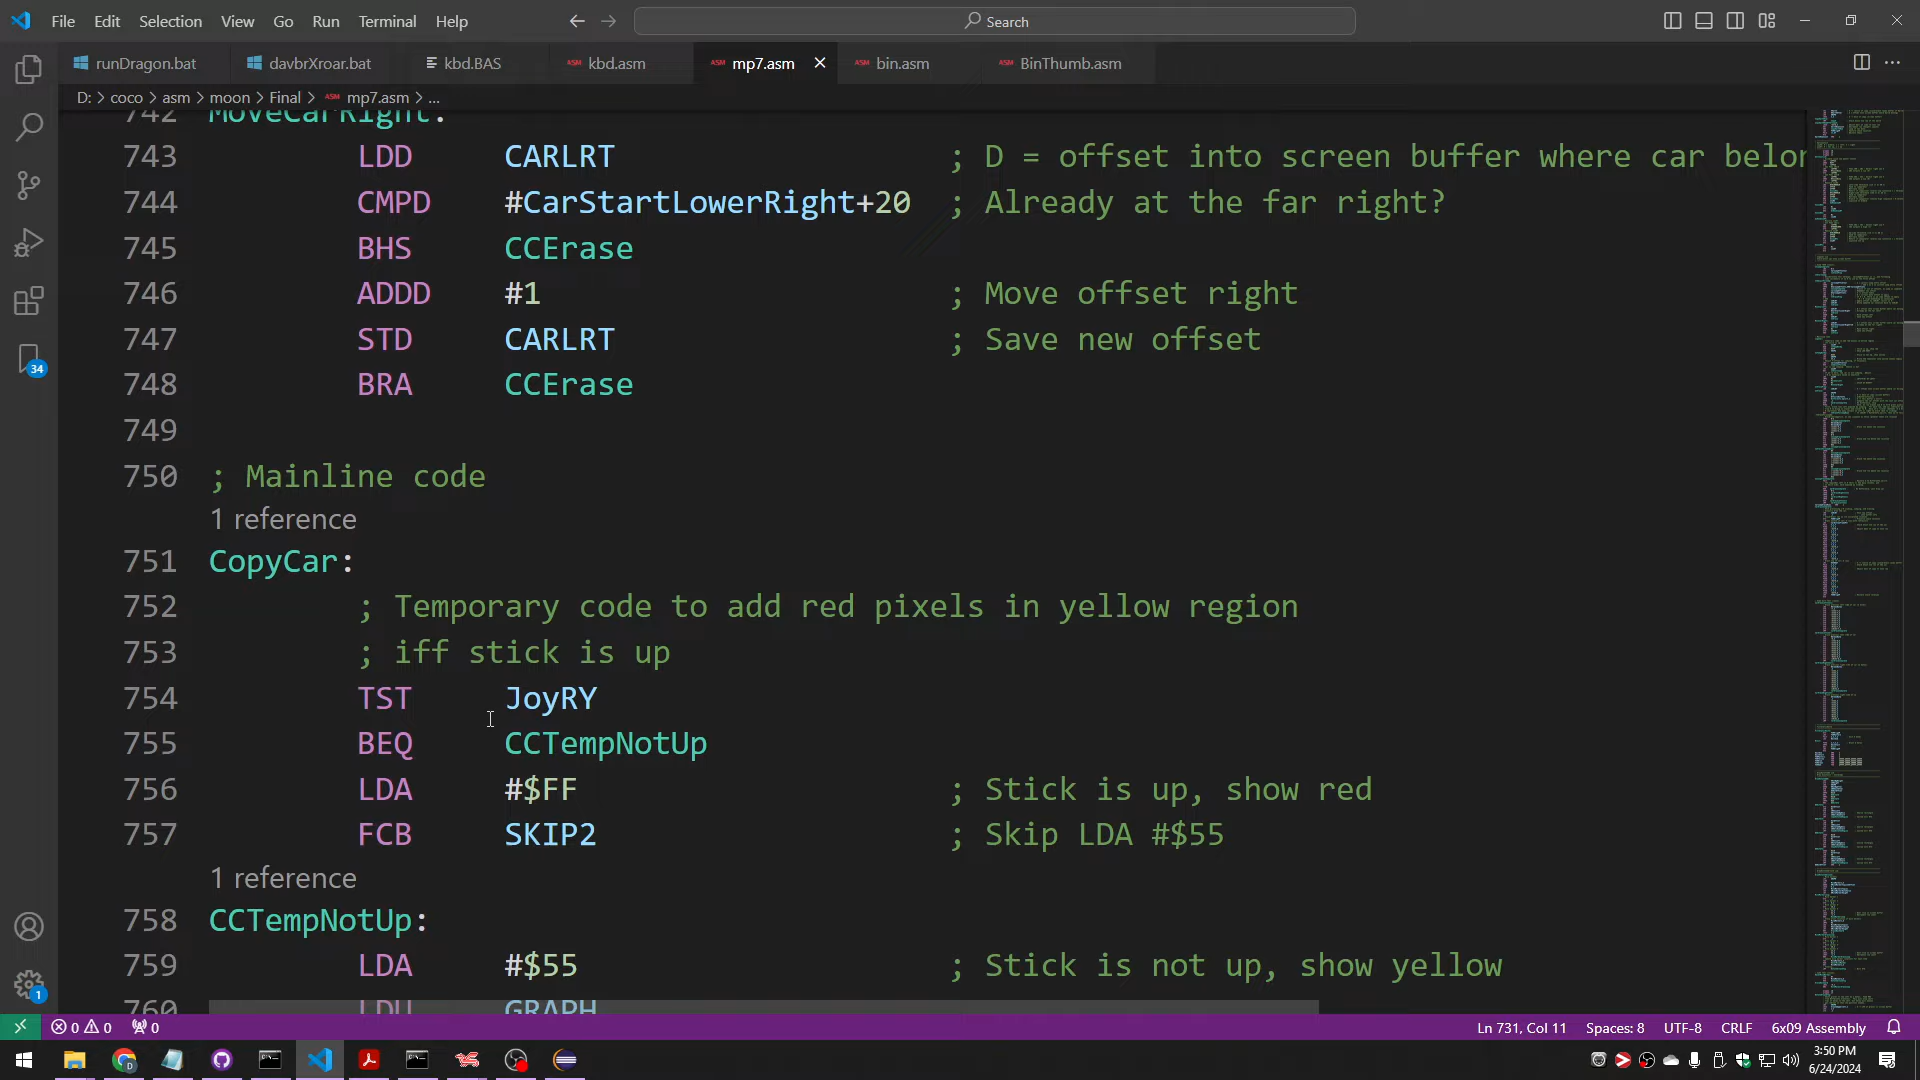 File Edit Selection View Go Run Terminal Help Search
runDragon.bat davbrXroar.bat kbd.BAS kbd.asm mp7.asm bin.asm BinThumb.asm
D: > coco > asm > moon > Final > mp7.asm > ...
742 MoveCarRight:
743 LDD CARLRT ; D = offset into screen buffer where car belon
744 CMPD #CarStartLowerRight+20 ; Already at the far right?
745 BHS CCErase
746 ADDD #1 ; Move offset right
747 STD CARLRT ; Save new offset
748 BRA CCErase
749
750 ; Mainline code
1 reference
751 CopyCar:
752 ; Temporary code to add red pixels in yellow region
753 ; iff stick is up
754 TST JoyRY
755 BEQ CCTempNotUp
756 LDA #$FF ; Stick is up, show red
757 FCB SKIP2 ; Skip LDA #$55
1 reference
758 CCTempNotUp:
759 LDA #$55 ; Stick is not up, show yellow
760 LDU GRAPH
34
1
0 0 0 Ln 731, Col 11 Spaces: 8 UTF-8 CRLF 6x09 Assembly
3:50 PM
6/24/2024